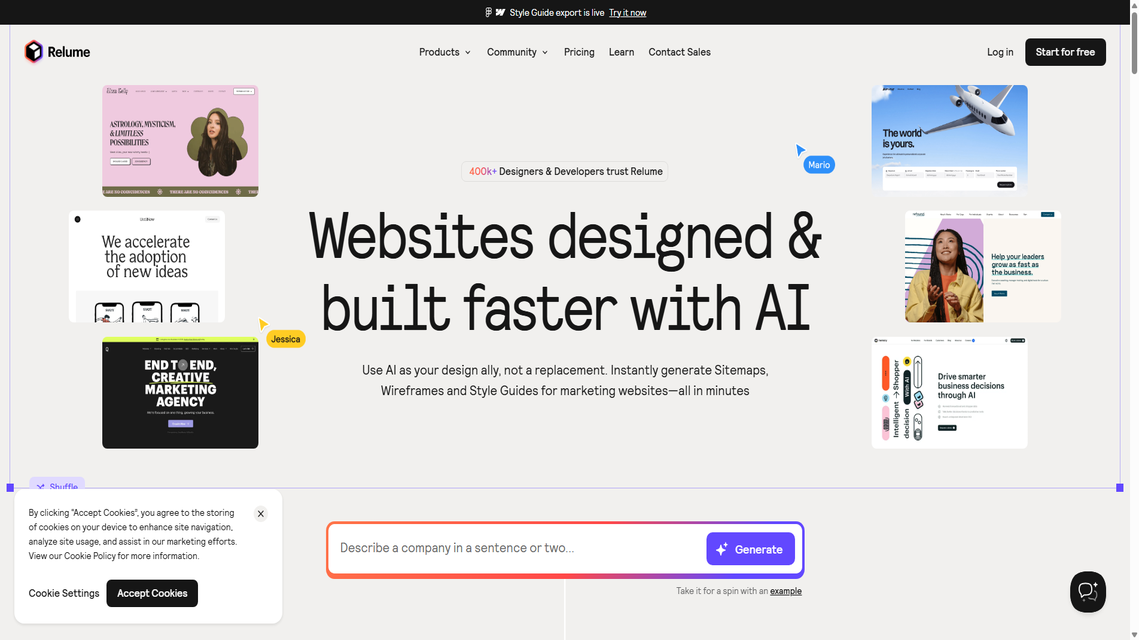 Style Guide export is live Try it now
Relume
Products
Community
Pricing
Learn
Contact Sales
Log in
Start for free
ASTROLOGY, MYSTICISM,
& LIMITLESS
POSSIBILITIES
We accelerate
the adoption
of new ideas
END TO END,
CREATIVE
MARKETING
AGENCY
Jessica
400k+ Designers & Developers trust Relume
Websites designed &
built faster with AI
Use AI as your design ally, not a replacement. Instantly generate Sitemaps,
Wireframes and Style Guides for marketing websites—all in minutes
Mario
The world
is yours.
Help your leaders
grow as fast as
the business.
Intelligent
Shopper
With AI
decision
Drive smarter
business decisions
through AI
Shuffle
By clicking "Accept Cookies", you agree to the storing
of cookies on your device to enhance site navigation,
analyze site usage, and assist in our marketing efforts.
View our Cookie Policy for more information.
Cookie Settings
Accept Cookies
Describe a company in a sentence or two...
Generate
Take it for a spin with an example